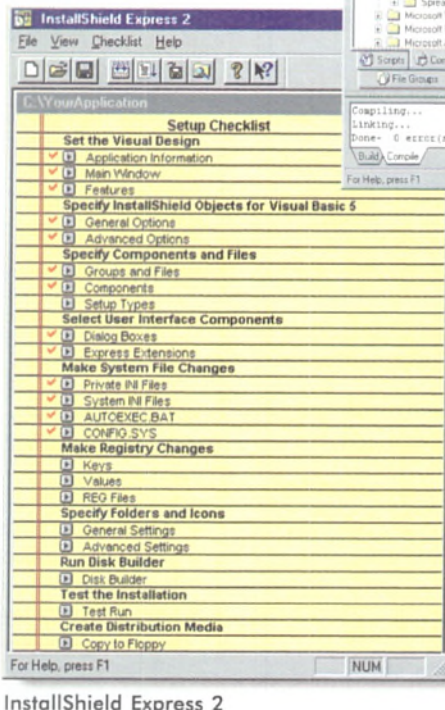 InstallShield Express 2
File View Checklist Help
C:\YourApplication
Setup Checklist
Set the Visual Design
Application Information
Main Window
Features
Specify InstallShield Objects for Visual Basic 5
General Options
Advanced Options
Specify Components and Files
Groups and Files
Components
Setup Types
Select User Interface Components
Dialog Boxes
Express Extensions
Make System File Changes
Private INI Files
System INI Files
AUTOEXEC.BAT
CONFIG.SYS
Make Registry Changes
Keys
Values
REG Files
Specify Folders and Icons
General Settings
Advanced Settings
Run Disk Builder
Disk Builder
Test the Installation
Test Run
Create Distribution Media
Copy to Floppy
For Help, press F1
NUM
Microsoft
Microsoft
Microsoft
Scripts
File Groups
Compiling...
Linking...
Done- 0 error(
Build Compile
For Help, press F1
InstallShield Express 2